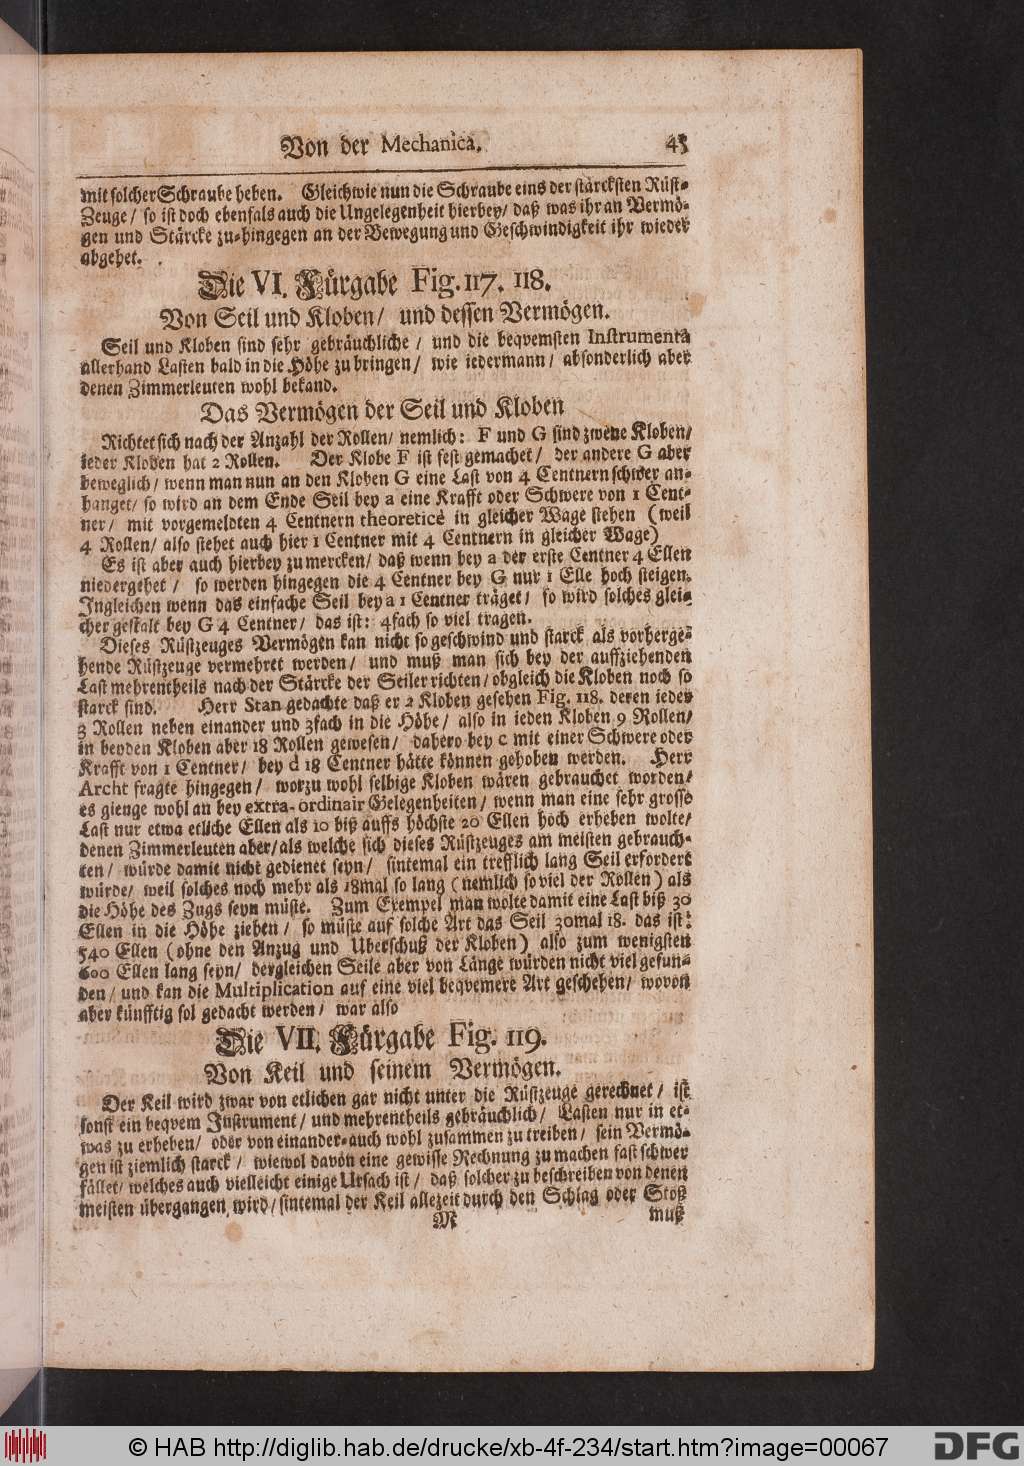 Von der Mechanica. 45
mit solcher Schraube heben. Gleichwie nun die Schraube eins der stärcksten Rüst-
Zeuge / so ist doch ebenfals auch die Ungelegenheit hierbey / daß was ihr an Vermö-
gen und Stärcke zu-hingegen an der Bewegung und Geschwindigkeit ihr wieder
abgehet.
Die VI. Fürgabe Fig. 117. 118.
Von Seil und Kloben / und dessen Vermögen.
Seil und Kloben sind sehr gebräuchliche / und die beqvemsten Instrumenta
allerhand Lasten bald in die Höhe zu bringen / wie iedermann / absonderlich aber
denen Zimmerleuten wohl bekand.
Das Vermögen der Seil und Kloben
Richtet sich nach der Anzahl der Rollen / nemlich: F und G sind zwene Kloben /
ieder Kloben hat 2 Rollen. Der Klobe F ist fest gemachet / der andere G aber
beweglich / wenn man nun an den Kloben G eine Last von 4 Centnern schwer an-
hanget / so wird an dem Ende Seil bey a eine Krafft oder Schwere von 1 Cent-
ner / mit vorgemeldten 4 Centnern theoreticè in gleicher Wage stehen (weil
4 Rollen / also stehet auch hier 1 Centner mit 4 Centnern in gleicher Wage)
Es ist aber auch hierbey zu mercken / daß wenn bey a der erste Centner 4 Ellen
niedergehet / so werden hingegen die 4 Centner bey G nur 1 Elle hoch steigen.
Ingleichen wenn das einfache Seil bey a 1 Centner träget / so wird solches glei-
cher gestalt bey G 4 Centner / das ist: 4fach so viel tragen.
Dieses Rüstzeuges Vermögen kan nicht so geschwind und starck als vorherge-
hende Rüstzeuge vermehret werden / und muß man sich bey der auffziehenden
Last mehrentheils nach der Stärcke der Seiler richten / obgleich die Kloben noch so
starck sind. Herr Stan gedachte daß er 2 Kloben gesehen Fig. 118. deren ieder
3 Rollen neben einander und 3fach in die Höhe / also in ieden Kloben 9 Rollen /
in beyden Kloben aber 18 Rollen gewesen / dahero bey c mit einer Schwere oder
Krafft von 1 Centner / bey d 18 Centner hätte können gehoben werden. Herr
Archt fragte hingegen / worzu wohl selbige Kloben wären gebrauchet worden /
es gienge wohl an bey extra-ordinair Gelegenheiten / wenn man eine sehr grosse
Last nur etwa etliche Ellen als 10 biß auffs höchste 20 Ellen hoch erheben wolte /
denen Zimmerleuten aber / als welche sich dieses Rüstzeuges am meisten gebrauch-
ten / würde damit nicht gedienet seyn / sintemal ein trefflich lang Seil erfordert
würde / weil solches noch mehr als 18mal so lang (nemlich so viel der Rollen) als
die Höhe des Zugs seyn müste. Zum Exempel man wolte damit eine Last biß 30
Ellen in die Höhe ziehen / so müste auf solche Art das Seil 30mal 18. das ist:
540 Ellen (ohne den Anzug und Uberschuß der Kloben) also zum wenigsten
600 Ellen lang seyn / dergleichen Seile aber von Länge würden nicht viel gefun-
den / und kan die Multiplication auf eine viel beqvemere Art geschehen / wovon
aber künfftig sol gedacht werden / war also
Die VII. Fürgabe Fig. 119.
Von Keil und seinem Vermögen.
Der Keil wird zwar von etlichen gar nicht unter die Rüstzeuge gerechnet / ist
sonst ein beqvem Instrument / und mehrentheils gebräuchlich / Lasten nur in et-
was zu erheben / oder von einander-auch wohl zusammen zu treiben / sein Vermö-
gen ist ziemlich starck / wiewol davon eine gewisse Rechnung zu machen fast schwer
fället / welches auch vielleicht einige Ursach ist / daß solcher zu beschreiben von denen
meisten übergangen wird / sintemal der Keil allezeit durch den Schlag oder Stoß
M muß
© HAB http://diglib.hab.de/drucke/xb-4f-234/start.htm?image=00067 DFG